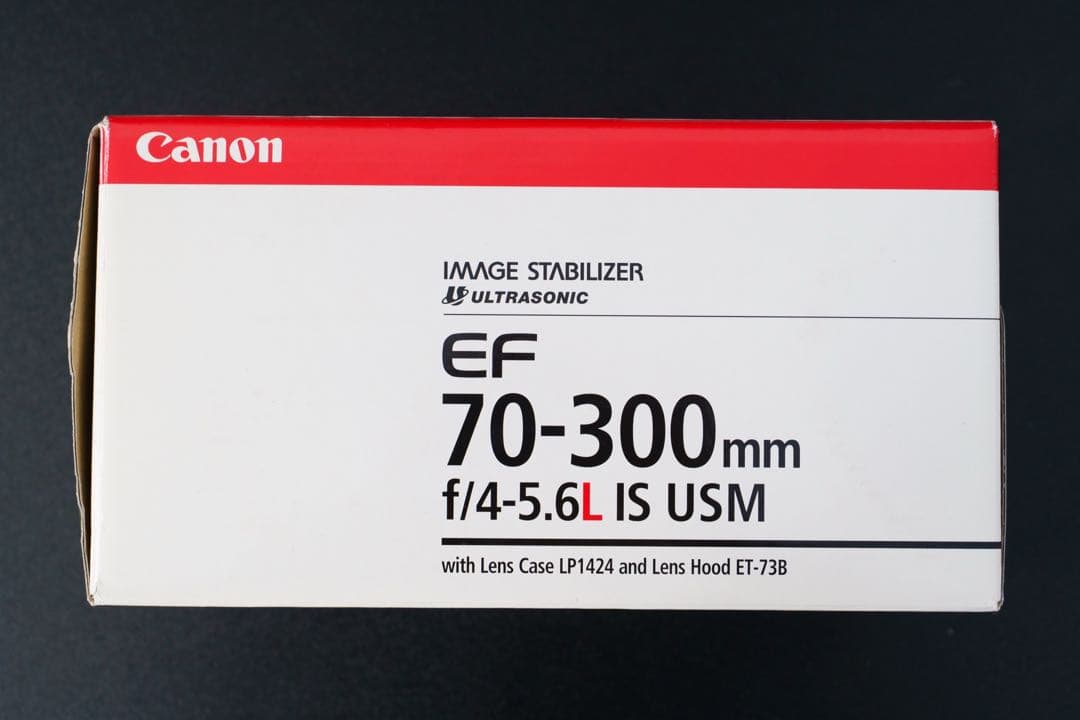 Canon
IMAGE STABILIZER
ULTRASONIC
EF
70-300mm
f/4-5.6L IS USM
with Lens Case LP1424 and Lens Hood ET-73B